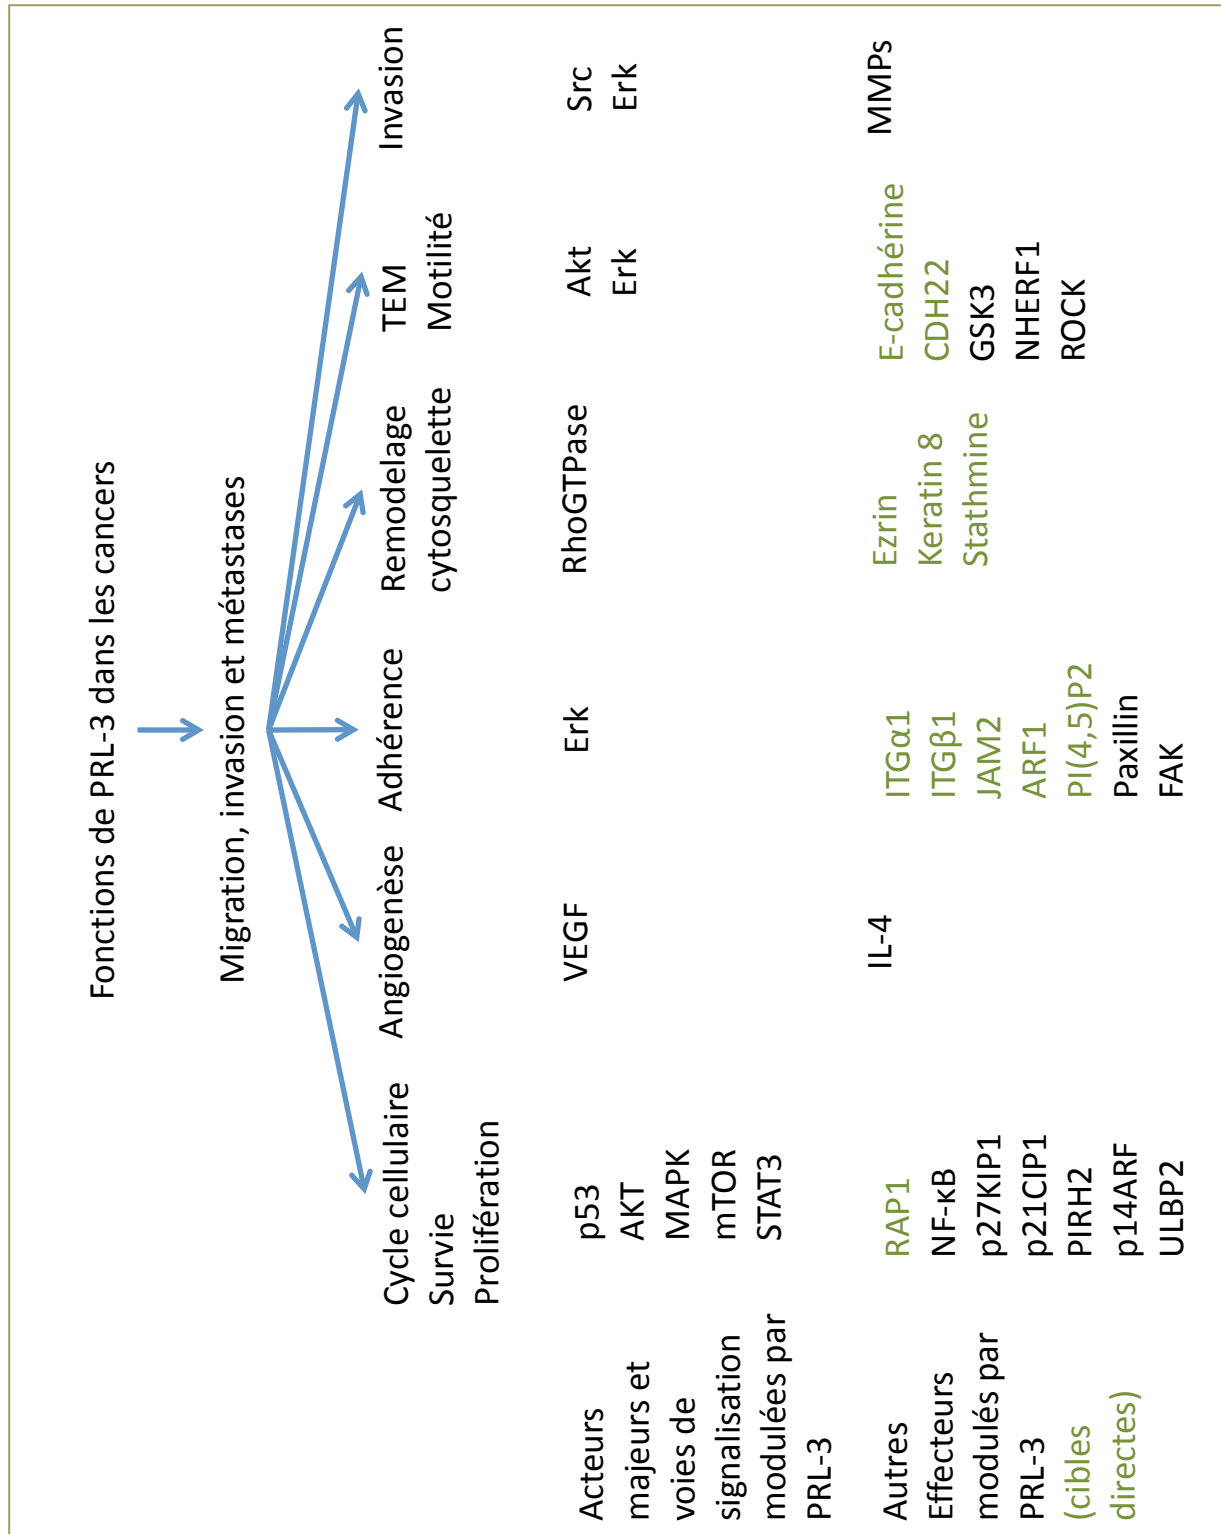 Fonctions de PRL-3 dans les cancers
Migration, invasion et métastases
Cycle cellulaire
Survie
Prolifération
Angiogenèse
Adhérence
Remodelage
cytosquelette
TEM
Motilité
Invasion
Acteurs
majeurs et
voies de
signalisation
modulées par
PRL-3
p53
AKT
MAPK
mTOR
STAT3
VEGF
Erk
RhoGTPase
Akt
Erk
Src
Erk
Autres
Effecteurs
modulés par
PRL-3
(cibles
directes)
RAP1
NF-κB
p27KIP1
p21CIP1
PIRH2
p14ARF
ULBP2
IL-4
ITGα1
ITGβ1
JAM2
ARF1
PI(4,5)P2
Paxillin
FAK
Ezrin
Keratin 8
Stathmine
E-cadhérine
CDH22
GSK3
NHERF1
ROCK
MMPs